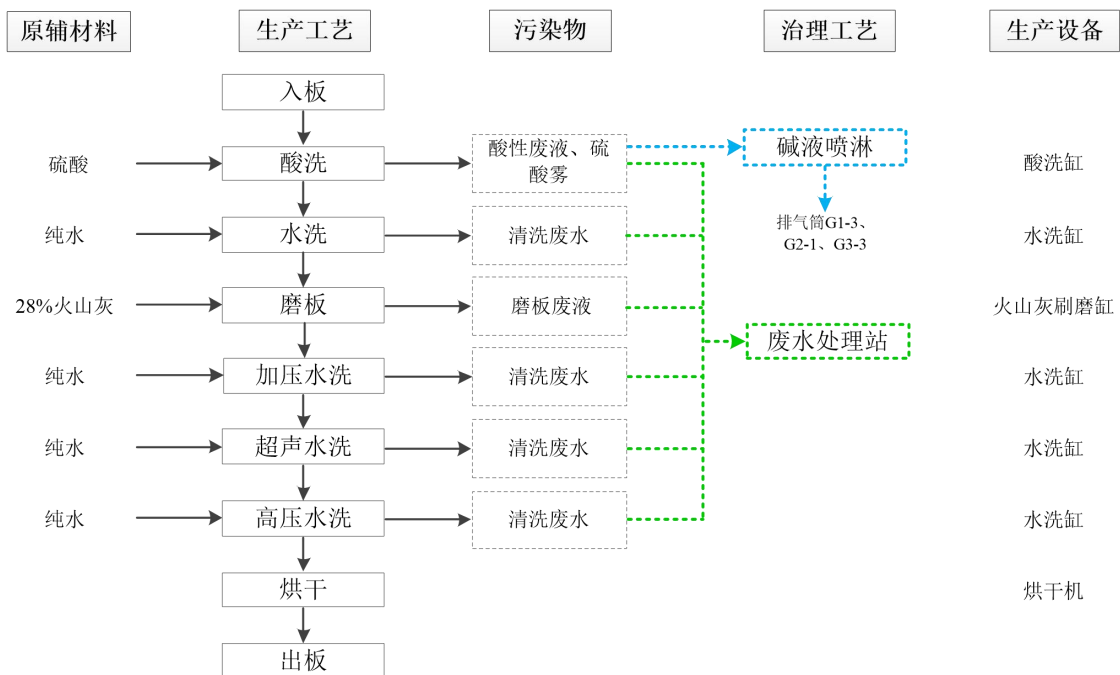 原辅材料
生产工艺
污染物
治理工艺
生产设备
入板
硫酸
酸洗
酸性废液、硫
酸雾
碱液喷淋
酸洗缸
排气筒G1-3、
G2-1、G3-3
纯水
水洗
清洗废水
水洗缸
28%火山灰
磨板
磨板废液
火山灰刷磨缸
废水处理站
纯水
加压水洗
清洗废水
水洗缸
纯水
超声水洗
清洗废水
水洗缸
纯水
高压水洗
清洗废水
水洗缸
烘干
烘干机
出板